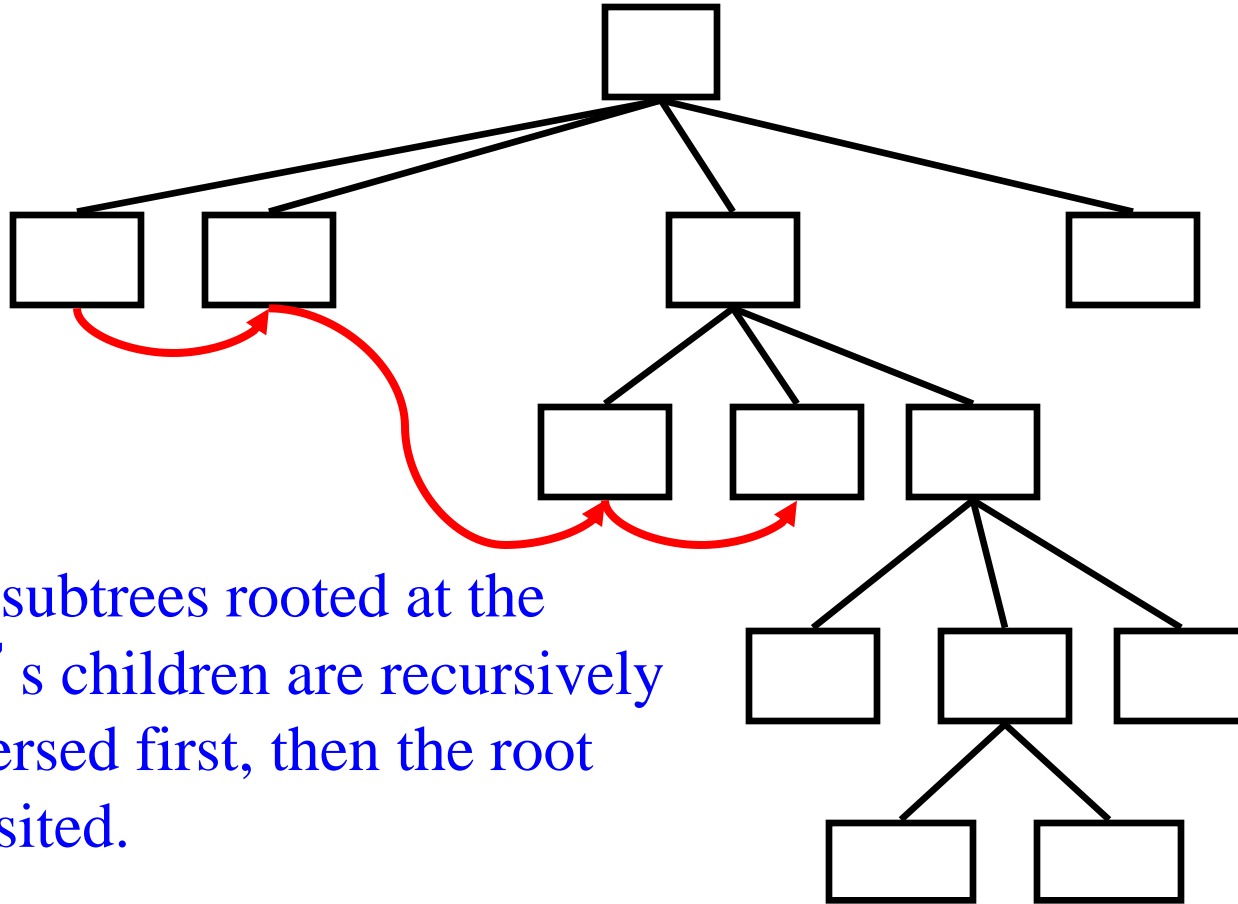 subtrees rooted at the
’s children are recursively
ersed first, then the root
sited.